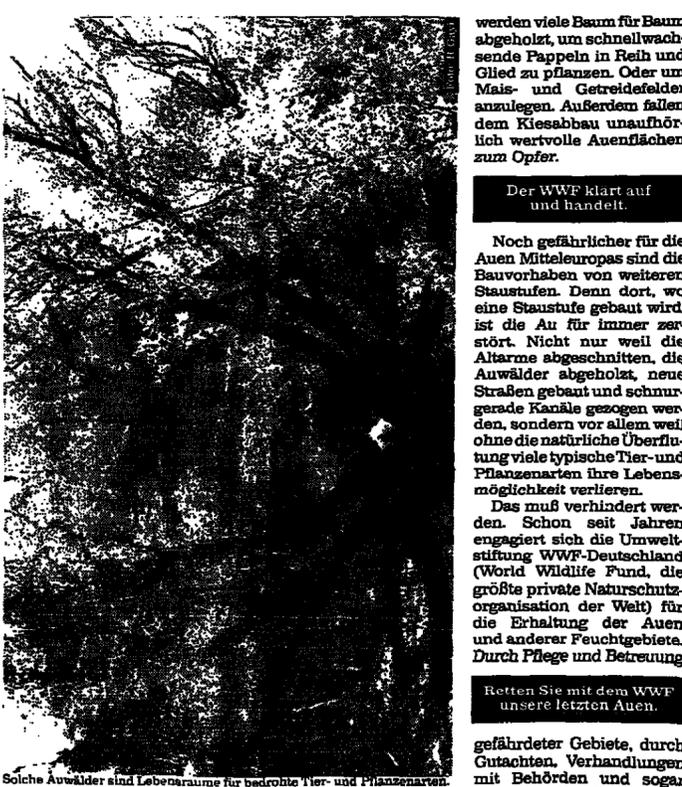 werden viele Baum für Baum
abgeholzt, um schnellwach-
sende Pappeln in Reih und
Glied zu pflanzen. Oder um
Mais- und Getreidefelder
anzulegen. Außerdem fallen
dem Kiesabbau unaufhör-
lich wertvolle Auenflächen
zum Opfer.
Der WWF klärt auf
und handelt.
Noch gefährlicher für die
Auen Mitteleuropas sind die
Bauvorhaben von weiteren
Staustufen. Denn dort, wo
eine Staustufe gebaut wird,
ist die Au für immer zer-
stört. Nicht nur weil die
Altarme abgeschnitten, die
Auwälder abgeholzt, neue
Straßen gebaut und schnur-
gerade Kanäle gezogen wer-
den, sondern vor allem weil
ohne die natürliche Überflu-
tung viele typische Tier- und
Pflanzenarten ihre Lebens-
möglichkeit verlieren.
Das muß verhindert wer-
den. Schon seit Jahren
engagiert sich die Umwelt-
stiftung WWF-Deutschland
(World Wildlife Fund, die
größte private Naturschutz-
organisation der Welt) für
die Erhaltung der Auen
und anderer Feuchtgebiete.
Durch Pflege und Betreuung
Retten Sie mit dem WWF
unsere letzten Auen.
gefährdeter Gebiete, durch
Gutachten, Verhandlungen
mit Behörden und sogar
Solche Auwälder sind Lebensräume für bedrohte Tier- und Pflanzenarten.